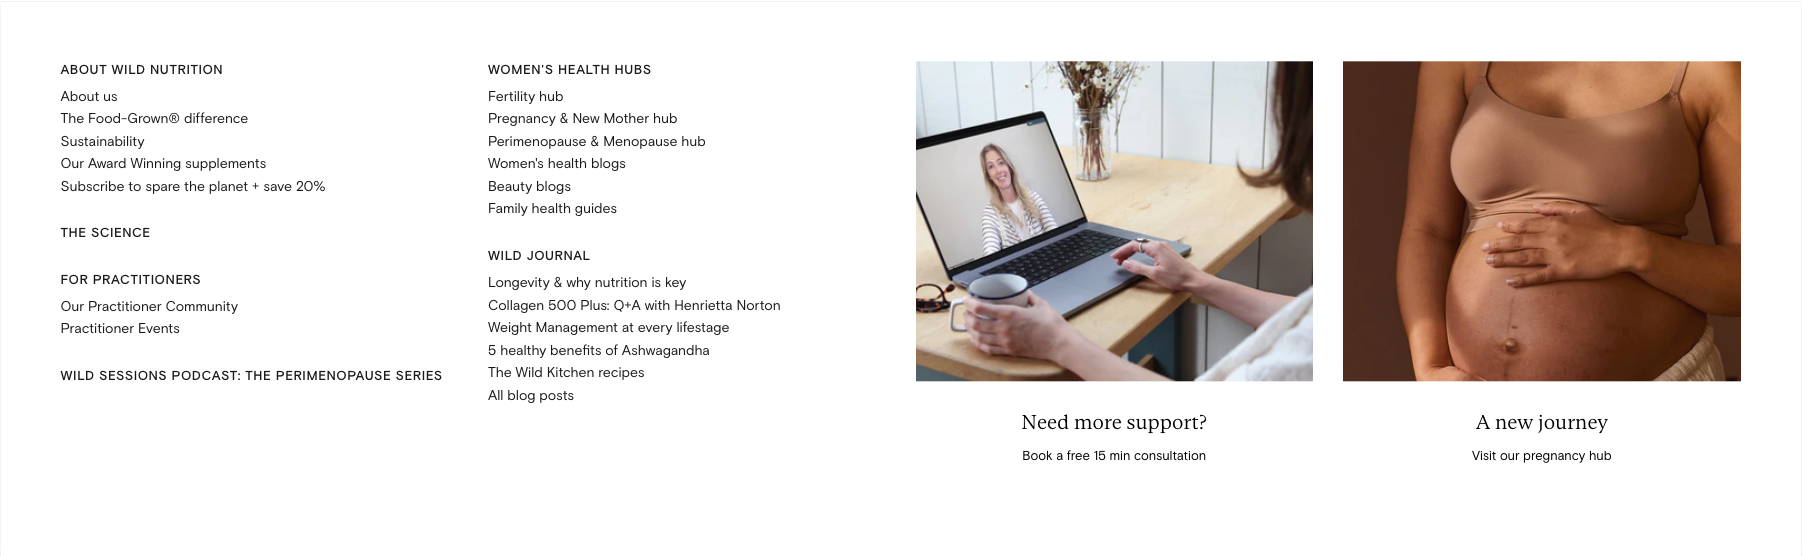 ABOUT WILD NUTRITION
About us
The Food-Grown® difference
Sustainability
Our Award Winning supplements
Subscribe to spare the planet + save 20%
THE SCIENCE
FOR PRACTITIONERS
Our Practitioner Community
Practitioner Events
WILD SESSIONS PODCAST: THE PERIMENOPAUSE SERIES
WOMEN'S HEALTH HUBS
Fertility hub
Pregnancy & New Mother hub
Perimenopause & Menopause hub
Women's health blogs
Beauty blogs
Family health guides
WILD JOURNAL
Longevity & why nutrition is key
Collagen 500 Plus: Q+A with Henrietta Norton
Weight Management at every lifestage
5 healthy benefits of Ashwagandha
The Wild Kitchen recipes
All blog posts
Need more support?
Book a free 15 min consultation
A new journey
Visit our pregnancy hub